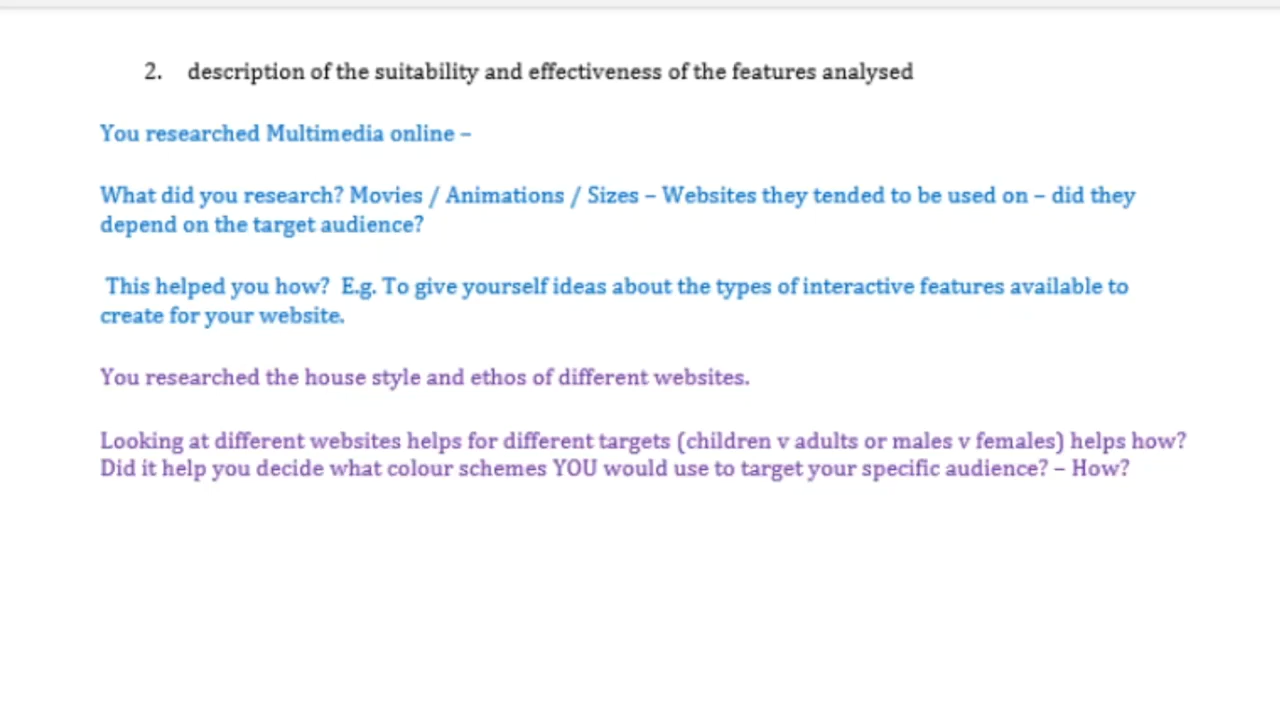 2. description of the suitability and effectiveness of the features analysed
You researched Multimedia online –
What did you research? Movies / Animations / Sizes – Websites they tended to be used on – did they
depend on the target audience?
This helped you how?  E.g. To give yourself ideas about the types of interactive features available to
create for your website.
You researched the house style and ethos of different websites.
Looking at different websites helps for different targets (children v adults or males v females) helps how?
Did it help you decide what colour schemes YOU would use to target your specific audience? – How?